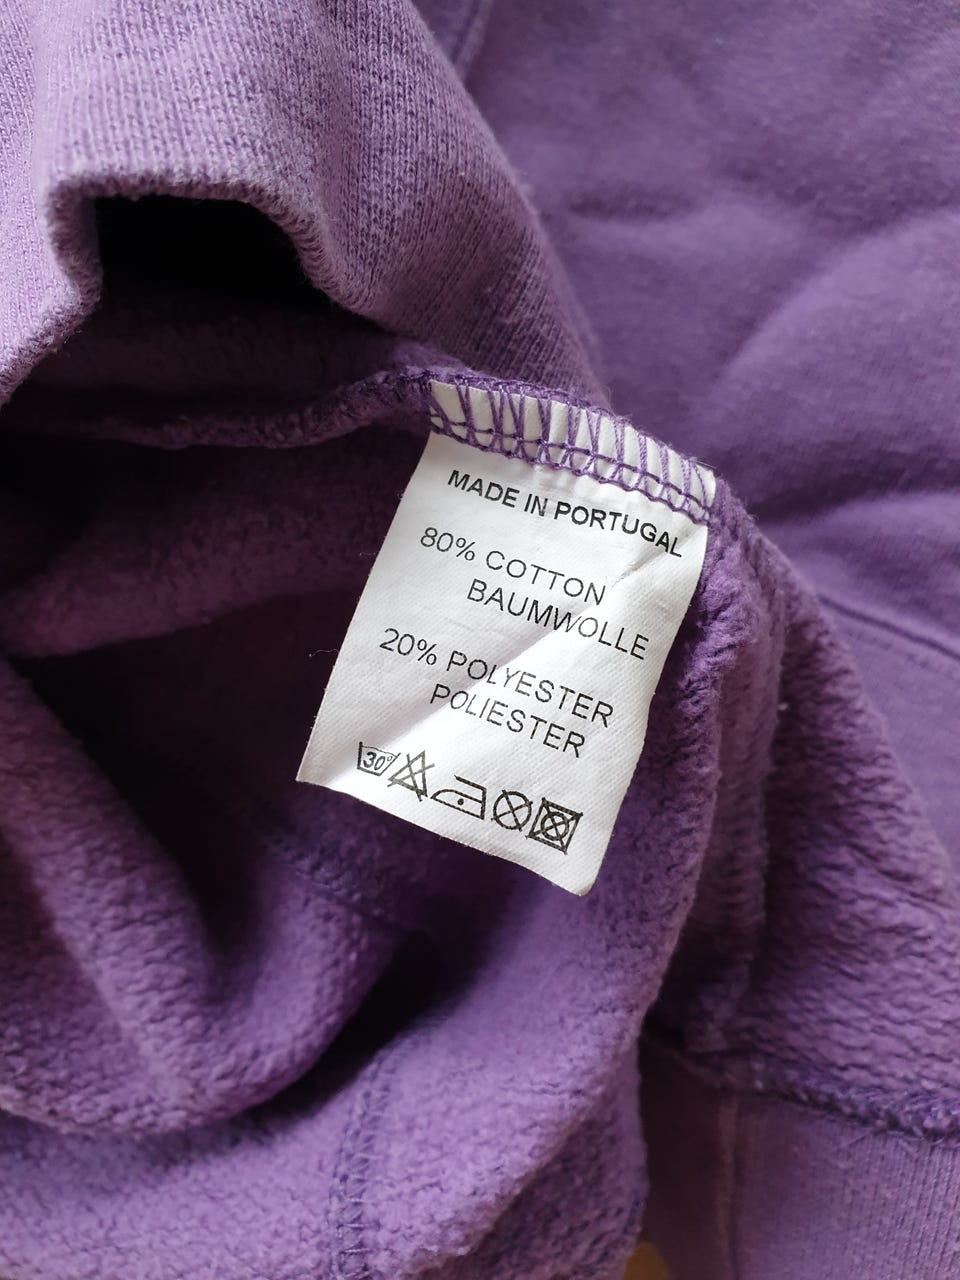 MADE IN PORTUGAL
80% COTTON
BAUMWOLLE
20% POLYESTER
POLIESTER
30°